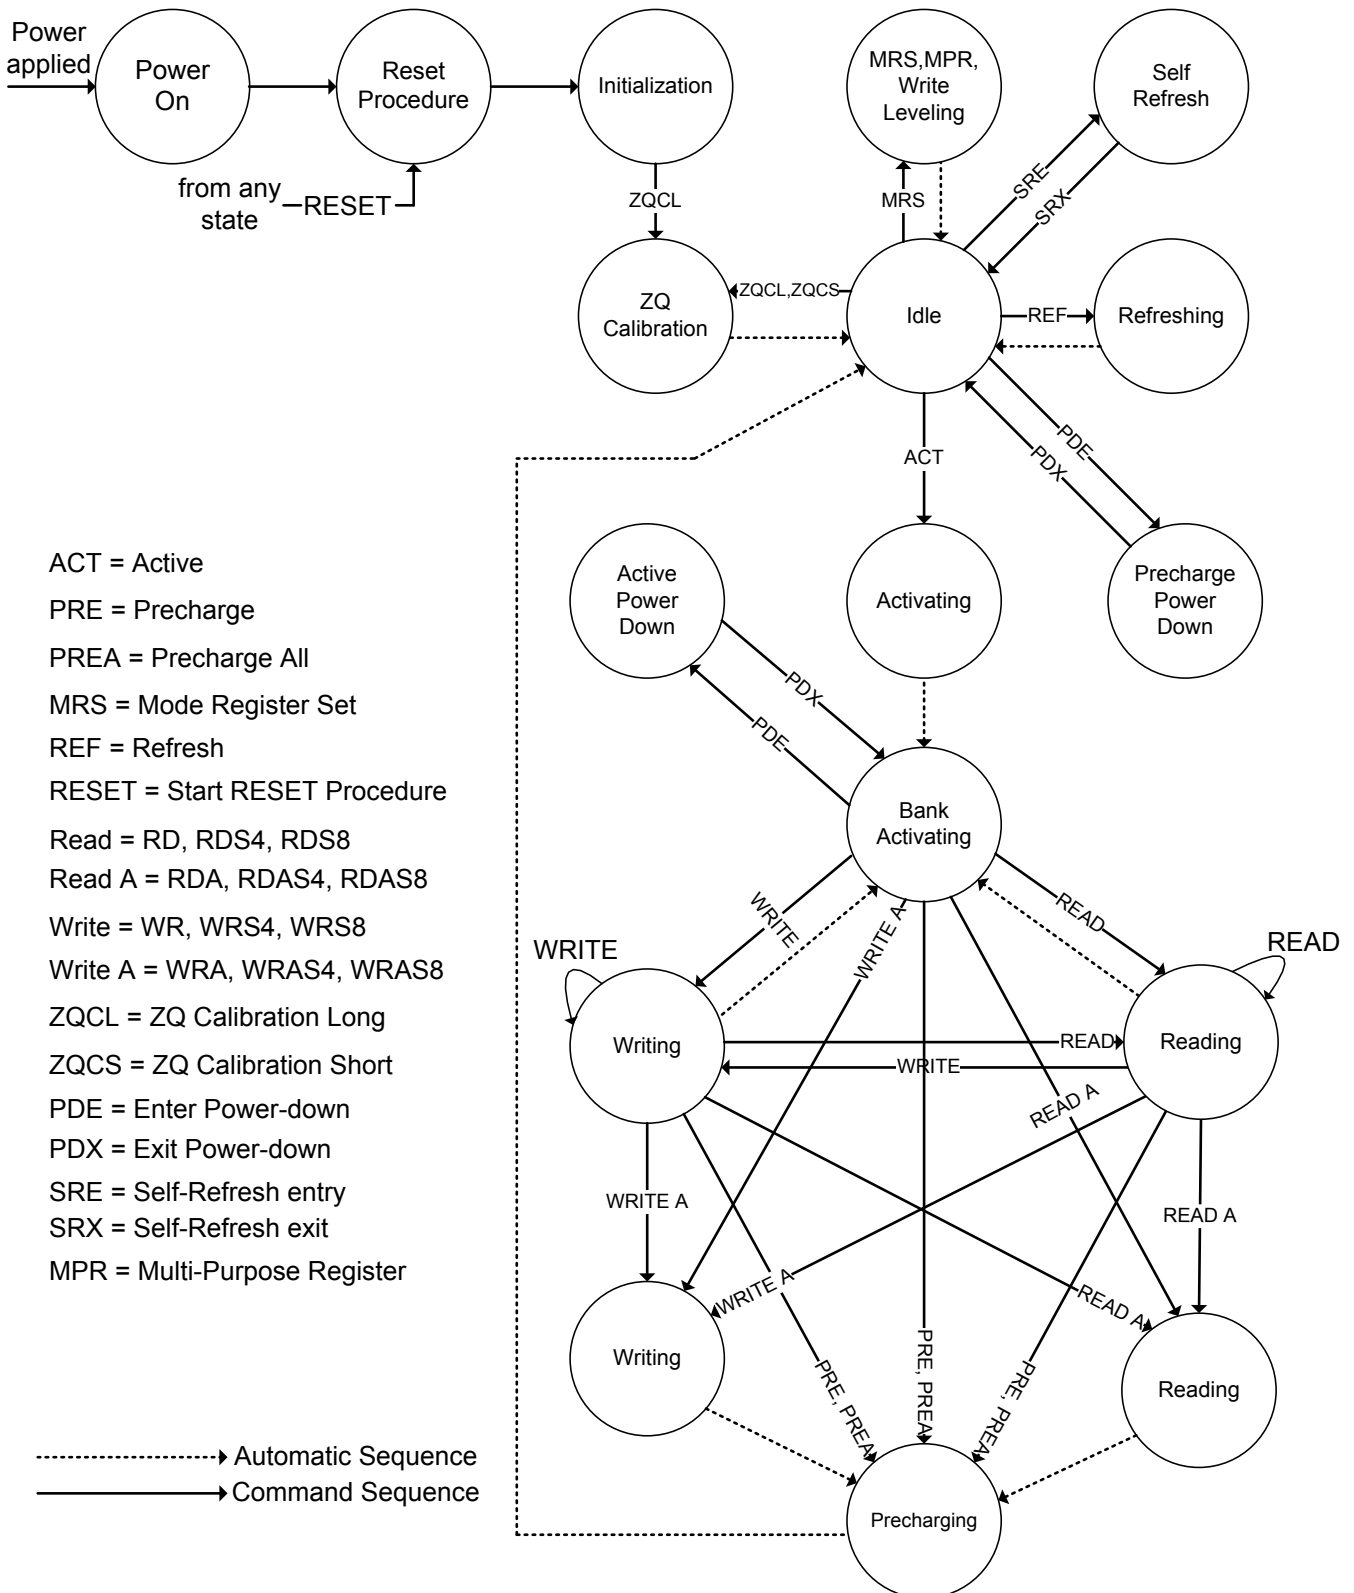 Power
applied
Power
On
Reset
Procedure
Initialization
MRS,MPR,
Write
Leveling
Self
Refresh
from any
state
RESET
ZQCL
MRS
SRE
SRX
ZQ
Calibration
ZQCL,ZQCS
Idle
REF
Refreshing
ACT
PDE
PDX
Active
Power
Down
Activating
Precharge
Power
Down
PDX
PDE
Bank
Activating
WRITE
WRITE A
READ
WRITE
READ
Writing
READ
WRITE
Reading
READ A
WRITE A
READ A
WRITE A
READ A
Writing
Reading
PRE, PREA
PRE, PREA
PRE, PREA
Precharging
ACT = Active
PRE = Precharge
PREA = Precharge All
MRS = Mode Register Set
REF = Refresh
RESET = Start RESET Procedure
Read = RD, RDS4, RDS8
Read A = RDA, RDAS4, RDAS8
Write = WR, WRS4, WRS8
Write A = WRA, WRAS4, WRAS8
ZQCL = ZQ Calibration Long
ZQCS = ZQ Calibration Short
PDE = Enter Power-down
PDX = Exit Power-down
SRE = Self-Refresh entry
SRX = Self-Refresh exit
MPR = Multi-Purpose Register
Automatic Sequence
Command Sequence